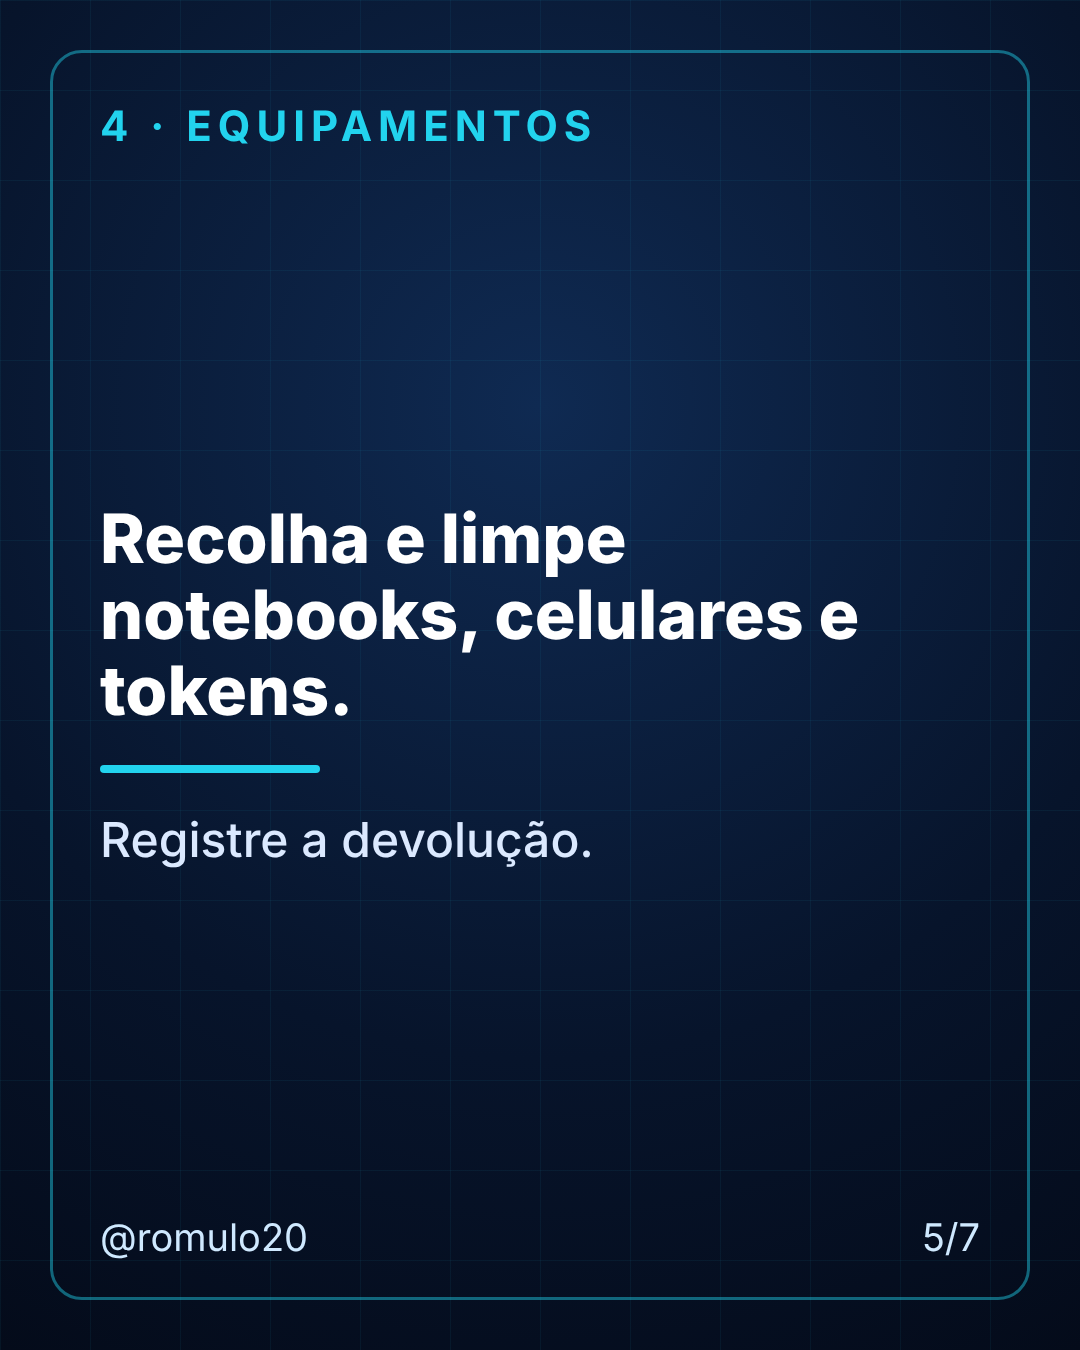 4 · EQUIPAMENTOS
Recolha e limpe
notebooks, celulares e
tokens.
Registre a devolução.
@romulo20
5/7